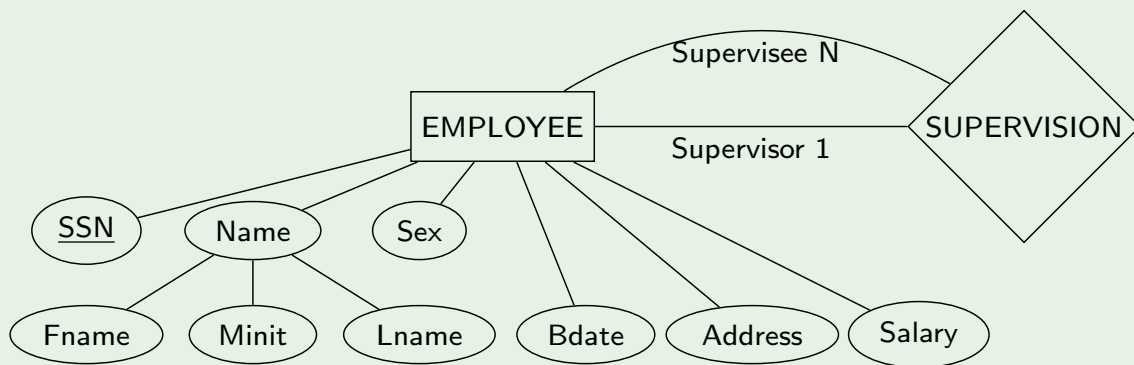 Supervisee N
EMPLOYEE
SUPERVISION
Supervisor 1
SSN
Name
Sex
Fname
Minit
Lname
Bdate
Address
Salary